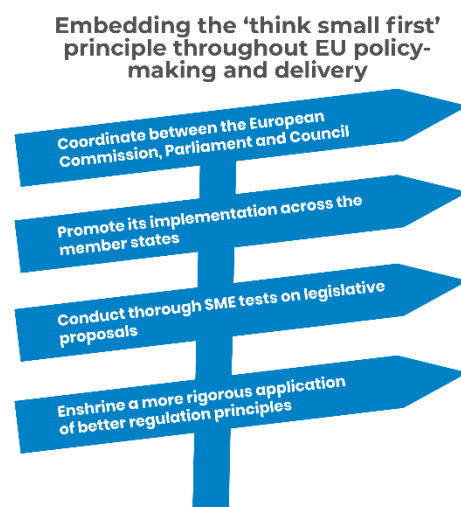 Embedding the ‘think small first’
principle throughout EU policy-
making and delivery
Coordinate between the European
Commission, Parliament and Council
Promote its implementation across the
member states
Conduct thorough SME tests on legislative
proposals
Enshrine a more rigorous application
of better regulation principles